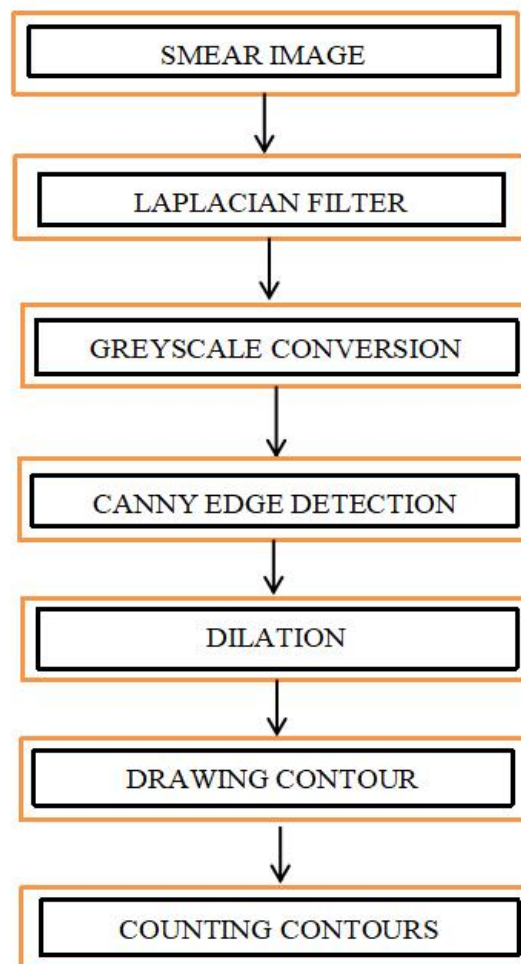 SMEAR IMAGE
LAPLACIAN FILTER
GREYSCALE CONVERSION
CANNY EDGE DETECTION
DILATION
DRAWING CONTOUR
COUNTING CONTOURS